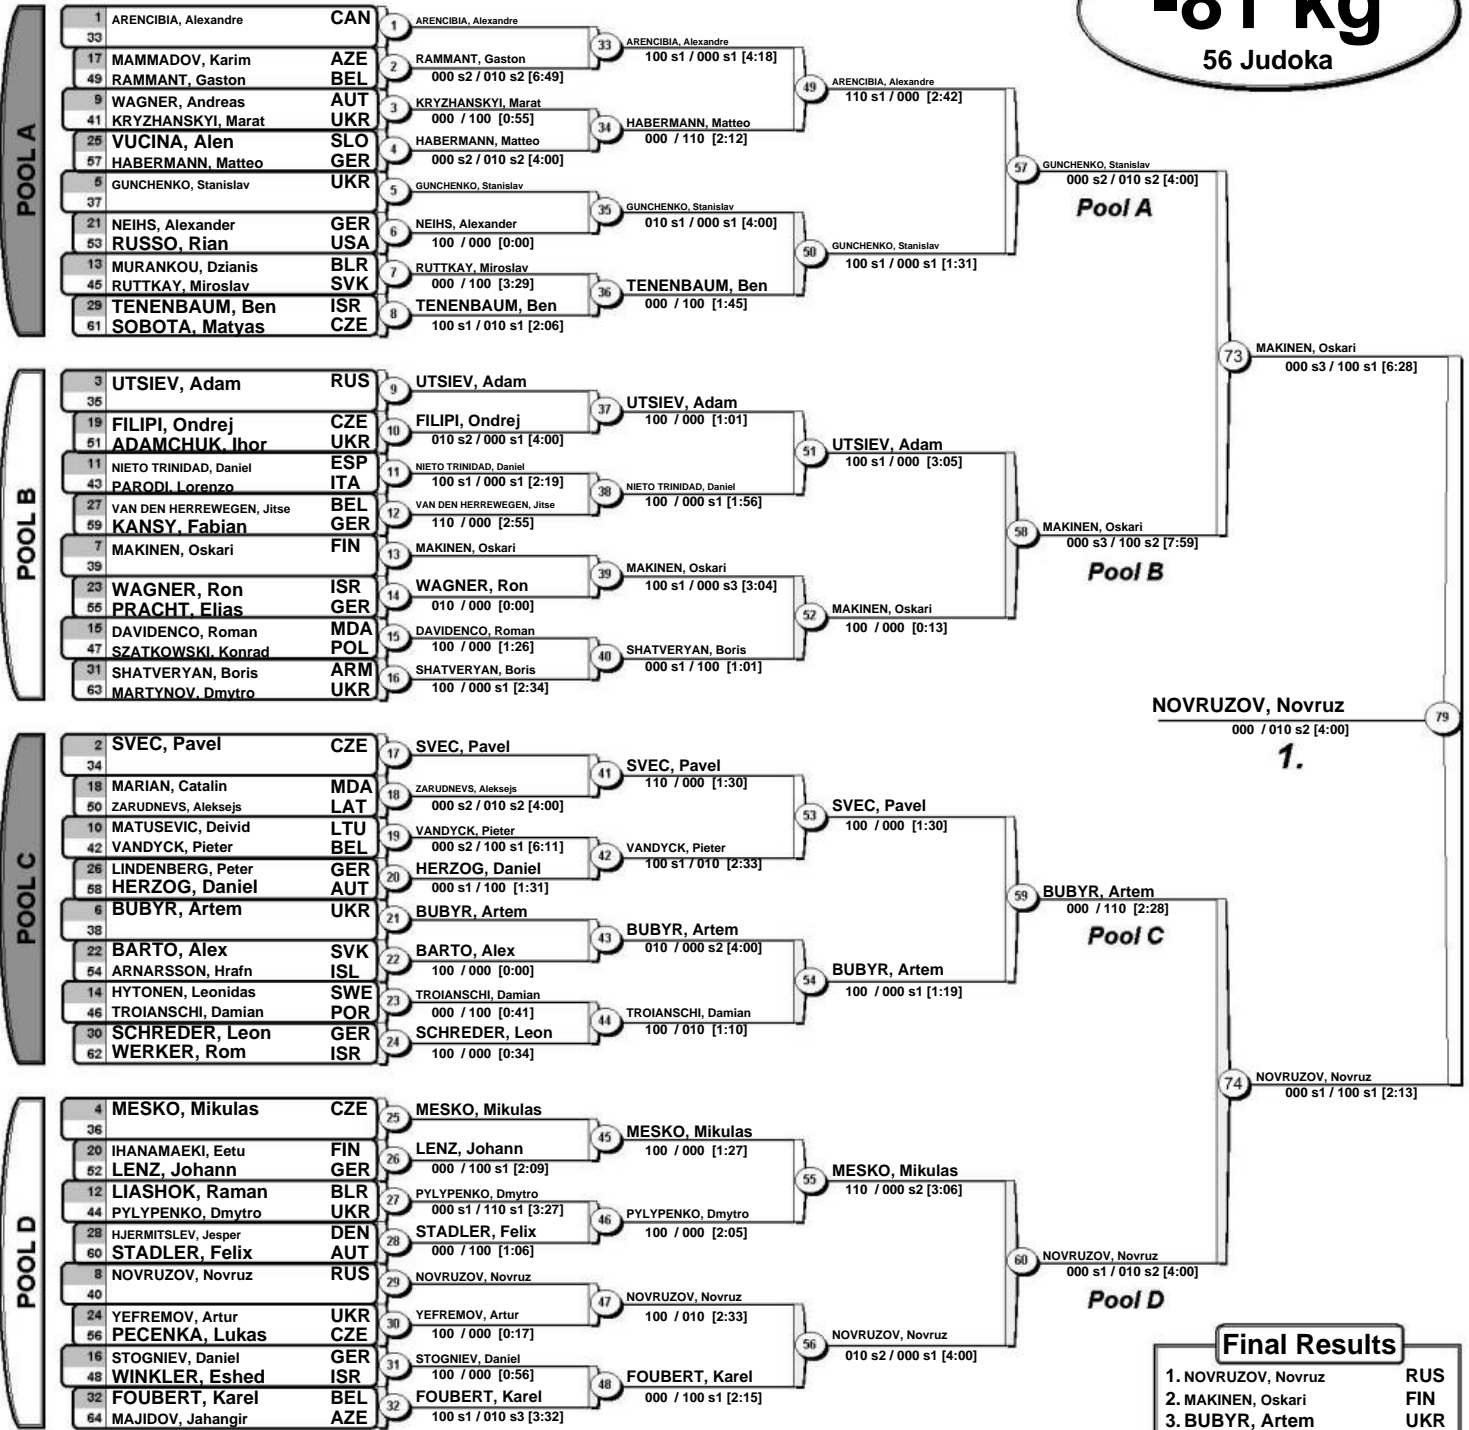 -81 kg
56 Judoka
POOL A
1 ARENCIBIA, Alexandre CAN
33
17 MAMMADOV, Karim AZE
49 RAMMANT, Gaston BEL
9 WAGNER, Andreas AUT
41 KRYZHANSKYI, Marat UKR
25 VUCINA, Alen SLO
57 HABERMANN, Matteo GER
5 GUNCHENKO, Stanislav UKR
37
21 NEIHS, Alexander GER
53 RUSSO, Rian USA
13 MURANKOU, Dzianis BLR
45 RUTTKAY, Miroslav SVK
29 TENENBAUM, Ben ISR
61 SOBOTA, Matyas CZE
1 ARENCIBIA, Alexandre
2 RAMMANT, Gaston
000 s2 / 010 s2 [6:49]
3 KRYZHANSKYI, Marat
000 / 100 [0:55]
4 HABERMANN, Matteo
000 s2 / 010 s2 [4:00]
5 GUNCHENKO, Stanislav
6 NEIHS, Alexander
100 / 000 [0:00]
7 RUTTKAY, Miroslav
000 / 100 [3:29]
8 TENENBAUM, Ben
100 s1 / 010 s1 [2:06]
33 ARENCIBIA, Alexandre
100 s1 / 000 s1 [4:18]
34 HABERMANN, Matteo
000 / 110 [2:12]
35 GUNCHENKO, Stanislav
010 s1 / 000 s1 [4:00]
36 TENENBAUM, Ben
000 / 100 [1:45]
49 ARENCIBIA, Alexandre
110 s1 / 000 [2:42]
50 GUNCHENKO, Stanislav
100 s1 / 000 s1 [1:31]
57 GUNCHENKO, Stanislav
000 s2 / 010 s2 [4:00]
Pool A
POOL B
3 UTSIEV, Adam RUS
35
19 FILIPI, Ondrej CZE
51 ADAMCHUK, Ihor UKR
11 NIETO TRINIDAD, Daniel ESP
43 PARODI, Lorenzo ITA
27 VAN DEN HERREWEGEN, Jitse BEL
59 KANSY, Fabian GER
7 MAKINEN, Oskari FIN
39
23 WAGNER, Ron ISR
55 PRACHT, Elias GER
15 DAVIDENCO, Roman MDA
47 SZATKOWSKI, Konrad POL
31 SHATVERYAN, Boris ARM
63 MARTYNOV, Dmytro UKR
9 UTSIEV, Adam
10 FILIPI, Ondrej
010 s2 / 000 s1 [4:00]
11 NIETO TRINIDAD, Daniel
100 s1 / 000 s1 [2:19]
12 VAN DEN HERREWEGEN, Jitse
110 / 000 [2:55]
13 MAKINEN, Oskari
14 WAGNER, Ron
010 / 000 [0:00]
15 DAVIDENCO, Roman
100 / 000 [1:26]
16 SHATVERYAN, Boris
100 / 000 s1 [2:34]
37 UTSIEV, Adam
100 / 000 [1:01]
38 NIETO TRINIDAD, Daniel
100 / 000 s1 [1:56]
39 MAKINEN, Oskari
100 s1 / 000 s3 [3:04]
40 SHATVERYAN, Boris
000 s1 / 100 [1:01]
51 UTSIEV, Adam
100 s1 / 000 [3:05]
52 MAKINEN, Oskari
100 / 000 [0:13]
58 MAKINEN, Oskari
000 s3 / 100 s2 [7:59]
Pool B
73 MAKINEN, Oskari
000 s3 / 100 s1 [6:28]
NOVRUZOV, Novruz 79
000 / 010 s2 [4:00]
1.
POOL C
2 SVEC, Pavel CZE
34
18 MARIAN, Catalin MDA
50 ZARUDNEVS, Aleksejs LAT
10 MATUSEVIC, Deivid LTU
42 VANDYCK, Pieter BEL
26 LINDENBERG, Peter GER
58 HERZOG, Daniel AUT
6 BUBYR, Artem UKR
38
22 BARTO, Alex SVK
54 ARNARSSON, Hrafn ISL
14 HYTONEN, Leonidas SWE
46 TROIANSCHI, Damian POR
30 SCHREDER, Leon GER
62 WERKER, Rom ISR
17 SVEC, Pavel
18 ZARUDNEVS, Aleksejs
000 s2 / 010 s2 [4:00]
19 VANDYCK, Pieter
000 s2 / 100 s1 [6:11]
20 HERZOG, Daniel
000 s1 / 100 [1:31]
21 BUBYR, Artem
22 BARTO, Alex
100 / 000 [0:00]
23 TROIANSCHI, Damian
000 / 100 [0:41]
24 SCHREDER, Leon
100 / 000 [0:34]
41 SVEC, Pavel
110 / 000 [1:30]
42 VANDYCK, Pieter
100 s1 / 010 [2:33]
43 BUBYR, Artem
010 / 000 s2 [4:00]
44 TROIANSCHI, Damian
100 / 010 [1:10]
53 SVEC, Pavel
100 / 000 [1:30]
54 BUBYR, Artem
100 / 000 s1 [1:19]
59 BUBYR, Artem
000 / 110 [2:28]
Pool C
POOL D
4 MESKO, Mikulas CZE
36
20 IHANAMAEKI, Eetu FIN
52 LENZ, Johann GER
12 LIASHOK, Raman BLR
44 PYLYPENKO, Dmytro UKR
28 HJERMITSLEV, Jesper DEN
60 STADLER, Felix AUT
8 NOVRUZOV, Novruz RUS
40
24 YEFREMOV, Artur UKR
56 PECENKA, Lukas CZE
16 STOGNIEV, Daniel GER
48 WINKLER, Eshed ISR
32 FOUBERT, Karel BEL
64 MAJIDOV, Jahangir AZE
25 MESKO, Mikulas
26 LENZ, Johann
000 / 100 s1 [2:09]
27 PYLYPENKO, Dmytro
000 s1 / 110 s1 [3:27]
28 STADLER, Felix
000 / 100 [1:06]
29 NOVRUZOV, Novruz
30 YEFREMOV, Artur
100 / 000 [0:17]
31 STOGNIEV, Daniel
100 / 000 [0:56]
32 FOUBERT, Karel
100 s1 / 010 s3 [3:32]
45 MESKO, Mikulas
100 / 000 [1:27]
46 PYLYPENKO, Dmytro
100 / 000 [2:05]
47 NOVRUZOV, Novruz
100 / 010 [2:33]
48 FOUBERT, Karel
000 / 100 s1 [2:15]
55 MESKO, Mikulas
110 / 000 s2 [3:06]
56 NOVRUZOV, Novruz
010 s2 / 000 s1 [4:00]
60 NOVRUZOV, Novruz
000 s1 / 010 s2 [4:00]
Pool D
74 NOVRUZOV, Novruz
000 s1 / 100 s1 [2:13]
Final Results
1. NOVRUZOV, Novruz RUS
2. MAKINEN, Oskari FIN
3. BUBYR, Artem UKR